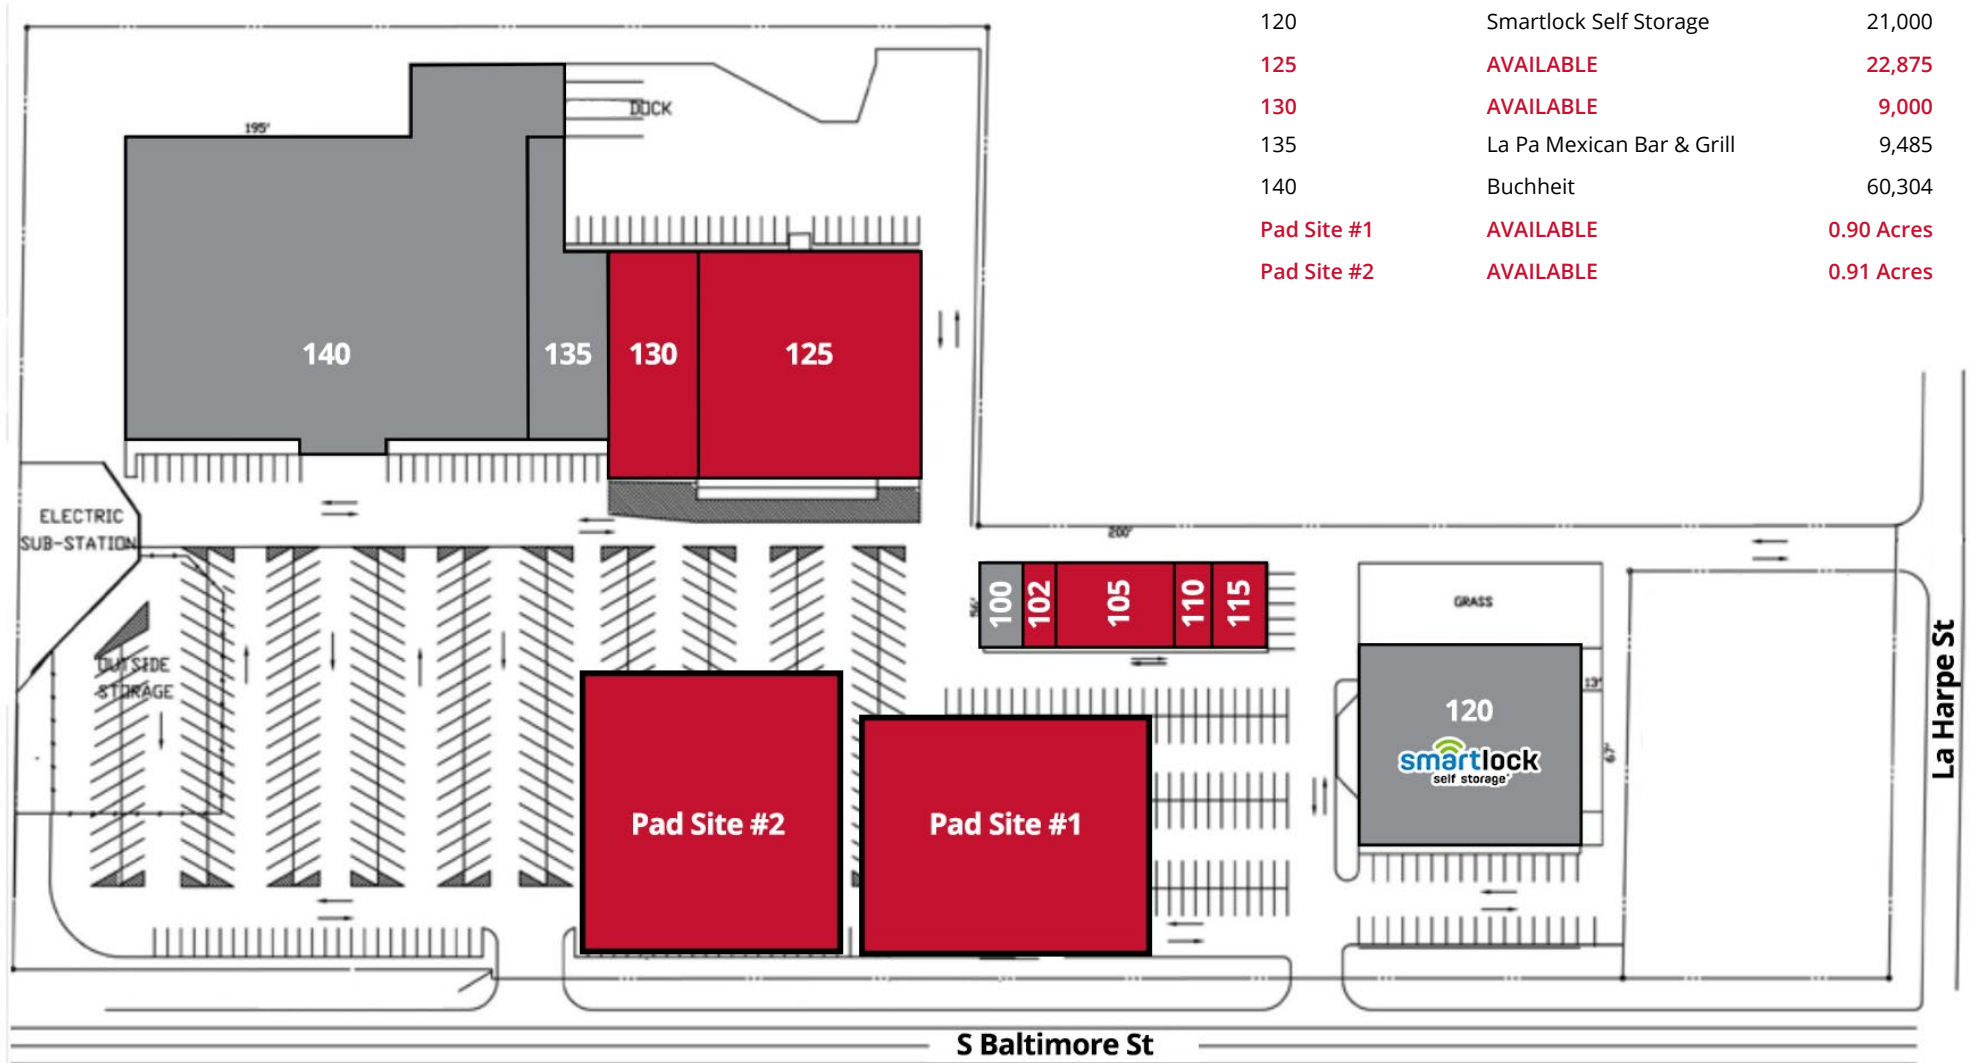 120 Smartlock Self Storage 21,000
125 AVAILABLE 22,875
130 AVAILABLE 9,000
135 La Pa Mexican Bar & Grill 9,485
140 Buchheit 60,304
Pad Site #1 AVAILABLE 0.90 Acres
Pad Site #2 AVAILABLE 0.91 Acres
DOCK
195'
140
135
130
125
ELECTRIC
SUB-STATION
200'
56'
100
102
105
110
115
GRASS
OUTSIDE
STORAGE
13'
120
smartlock
self storage
67'
La Harpe St
Pad Site #2
Pad Site #1
S Baltimore St